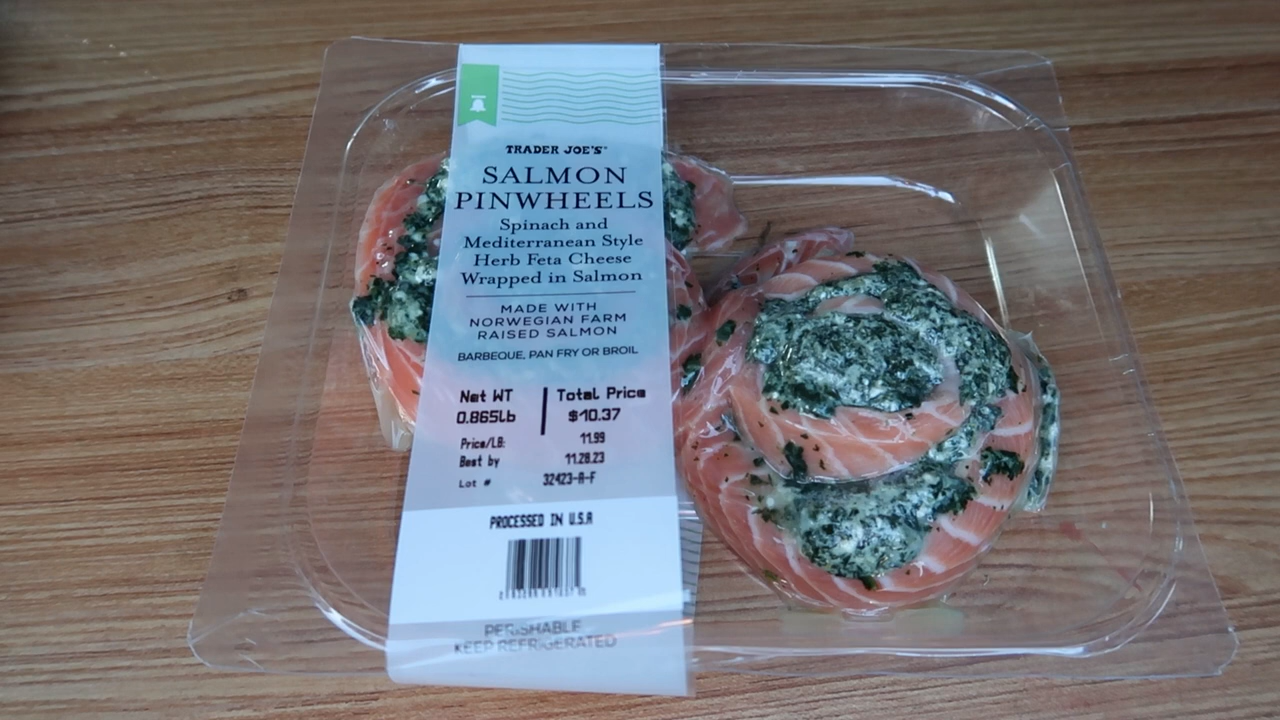 TRADER JOE'S
SALMON
PINWHEELS
Spinach and
Mediterranean Style
Herb Feta Cheese
Wrapped in Salmon
MADE WITH
NORWEGIAN FARM
RAISED SALMON
BARBEQUE, PAN FRY OR BROIL
Net WT
0.865lb
Total Price
$10.37
Price/LB: 11.99
Best by 11.28.23
Lot # 32423-A-F
PROCESSED IN U.S.A
PERISHABLE
KEEP REFRIGERATED